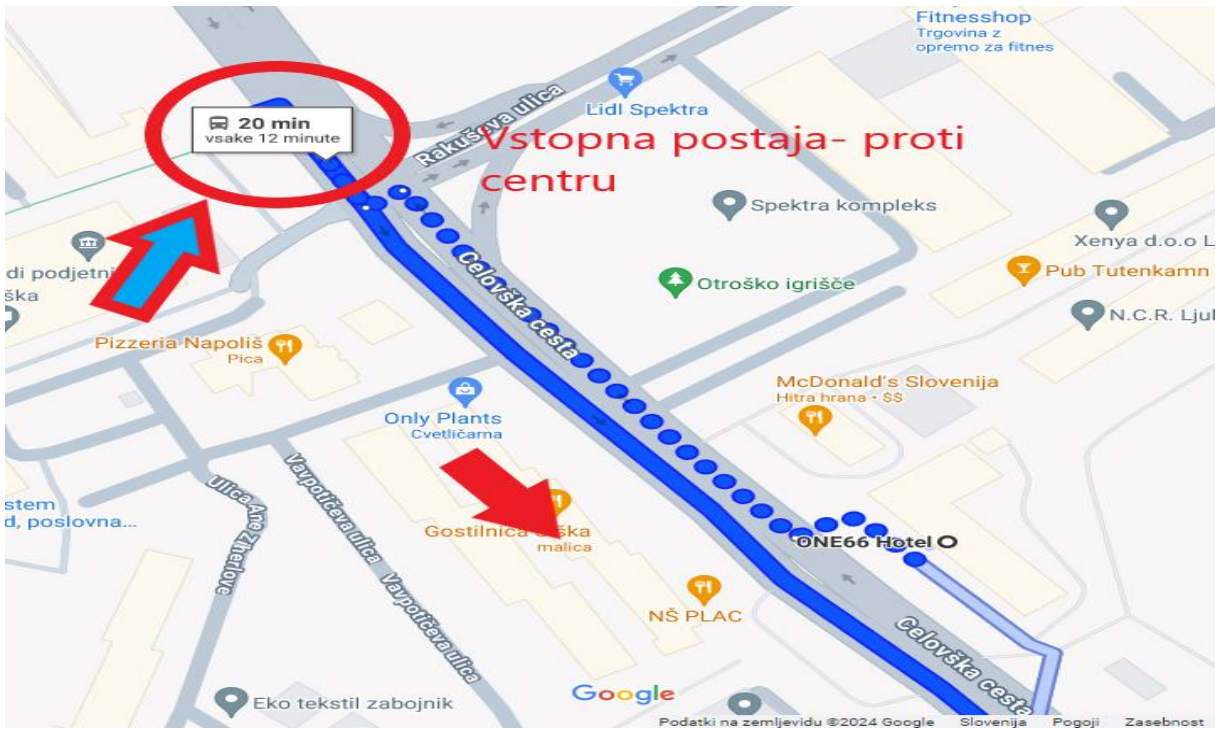 Fitnesshop
Trgovina z
opremo za fitnes
20 min
vsake 12 minute
Lidl Spektra
Rakuševa ulica
Vstopna postaja- proti
centru
Spektra kompleks
Xenya d.o.o L
di podjetni
ška
Celovška cesta
Otroško igrišče
Pub Tutenkamn
N.C.R. Ljul
Pizzeria Napoliš
Pica
McDonald's Slovenija
Hitra hrana • $$
Only Plants
Cvetličarna
Vavpotičeva ulica
Ulica Ane Ziherlove
stem
d, poslovna...
Gostilnica
malica
ONE66 Hotel
Vavpotičeva ulica
NŠ PLAC
Celovška cesta
Eko tekstil zabojnik
Google
Podatki na zemljevidu ©2024 Google Slovenija Pogoji Zasebnost